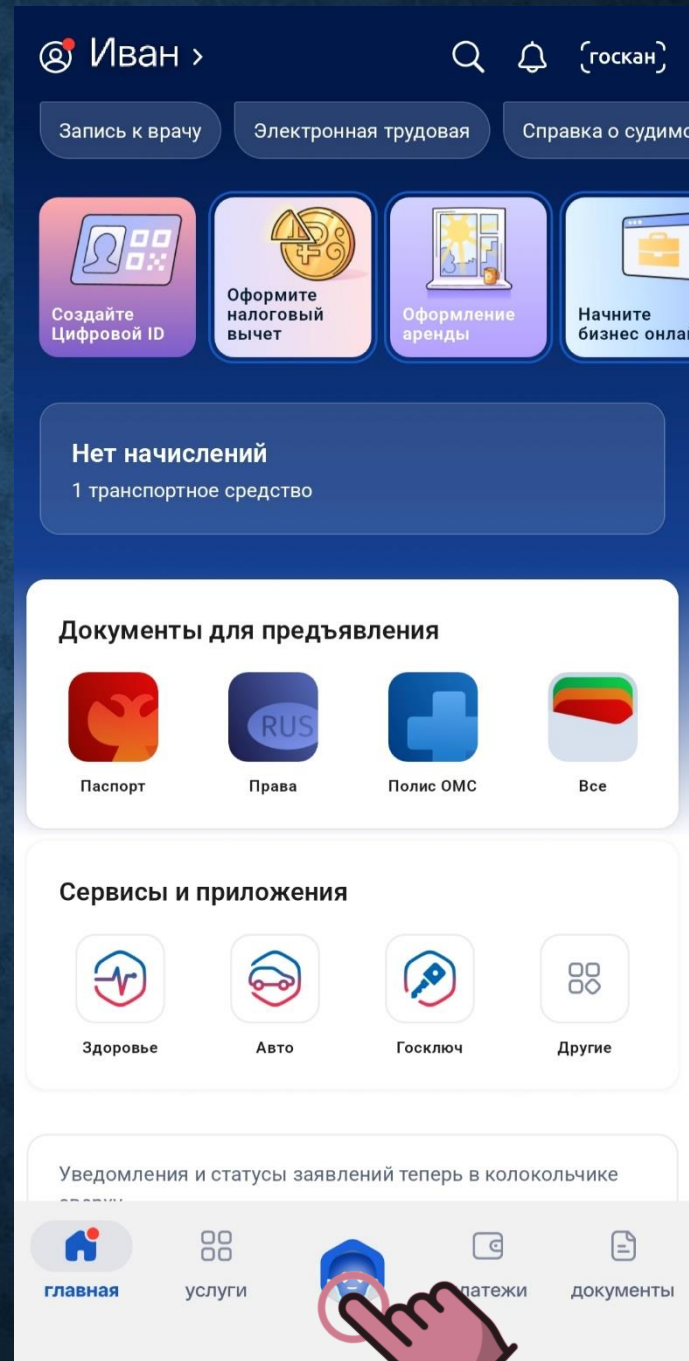 Иван >
[госкан]
Запись к врачу
Электронная трудовая
Справка о судимо
Создайте
Цифровой ID
Оформите
налоговый
вычет
Оформление
аренды
Начните
бизнес онла
Нет начислений
1 транспортное средство
Документы для предъявления
Паспорт
RUS
Права
Полис ОМС
Все
Сервисы и приложения
Здоровье
Авто
Госключ
Другие
Уведомления и статусы заявлений теперь в колокольчике
главная
услуги
латежи
документы